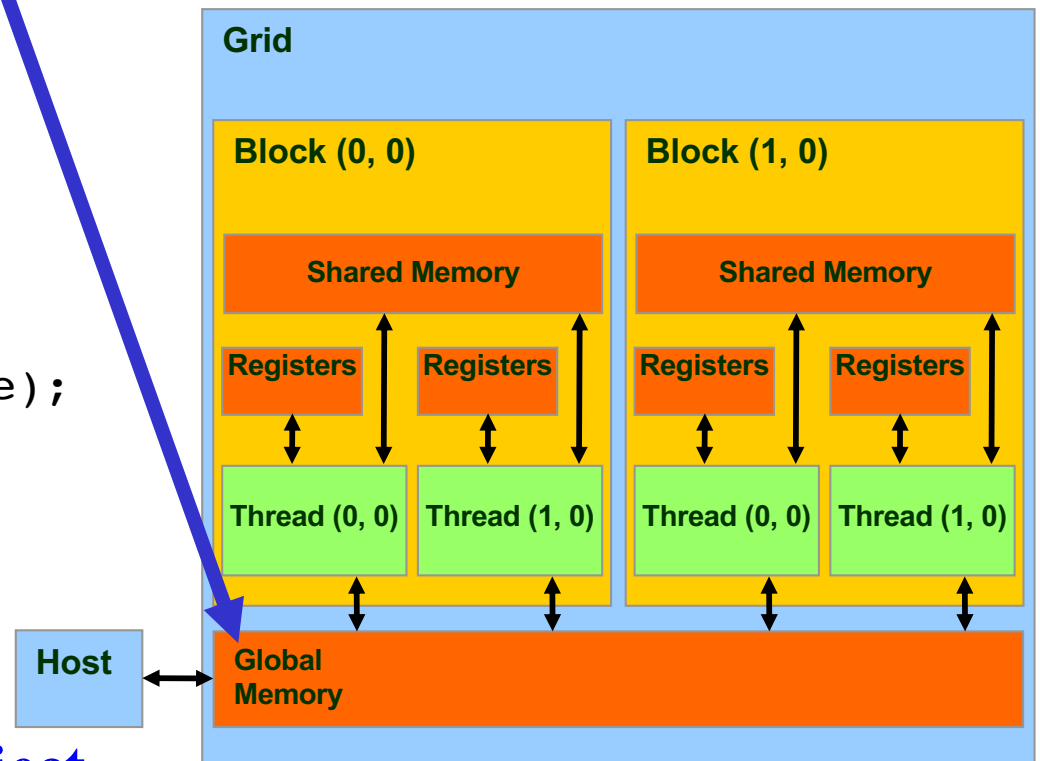 Grid
Block (0, 0)
Block (1, 0)
Shared Memory
Shared Memory
e);
Registers
Registers
Registers
Registers
Thread (0, 0)
Thread (1, 0)
Thread (0, 0)
Thread (1, 0)
Host
Global
Memory